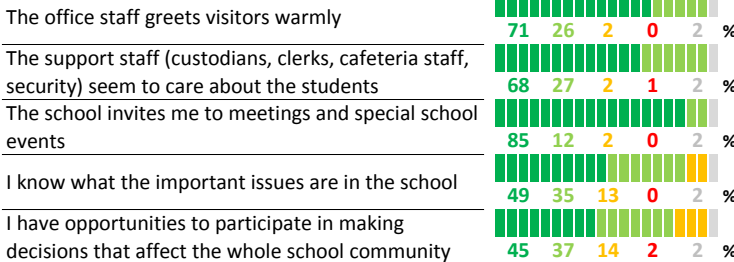 The office staff greets visitors warmly
71 26 2 0 2 %
The support staff (custodians, clerks, cafeteria staff,
security) seem to care about the students
68 27 2 1 2 %
The school invites me to meetings and special school
events
85 12 2 0 2 %
I know what the important issues are in the school
49 35 13 0 2 %
I have opportunities to participate in making
decisions that affect the whole school community
45 37 14 2 2 %